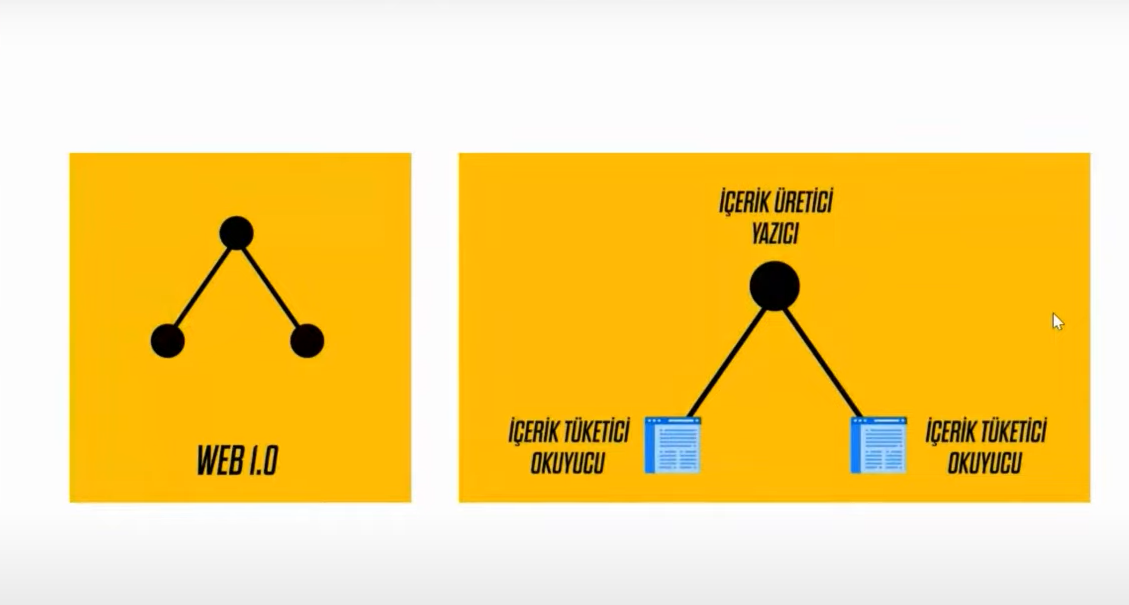 WEB 1.0
İÇERİK ÜRETİCİ
YAZICI
İÇERİK TÜKETİCİ
OKUYUCU
İÇERİK TÜKETİCİ
OKUYUCU